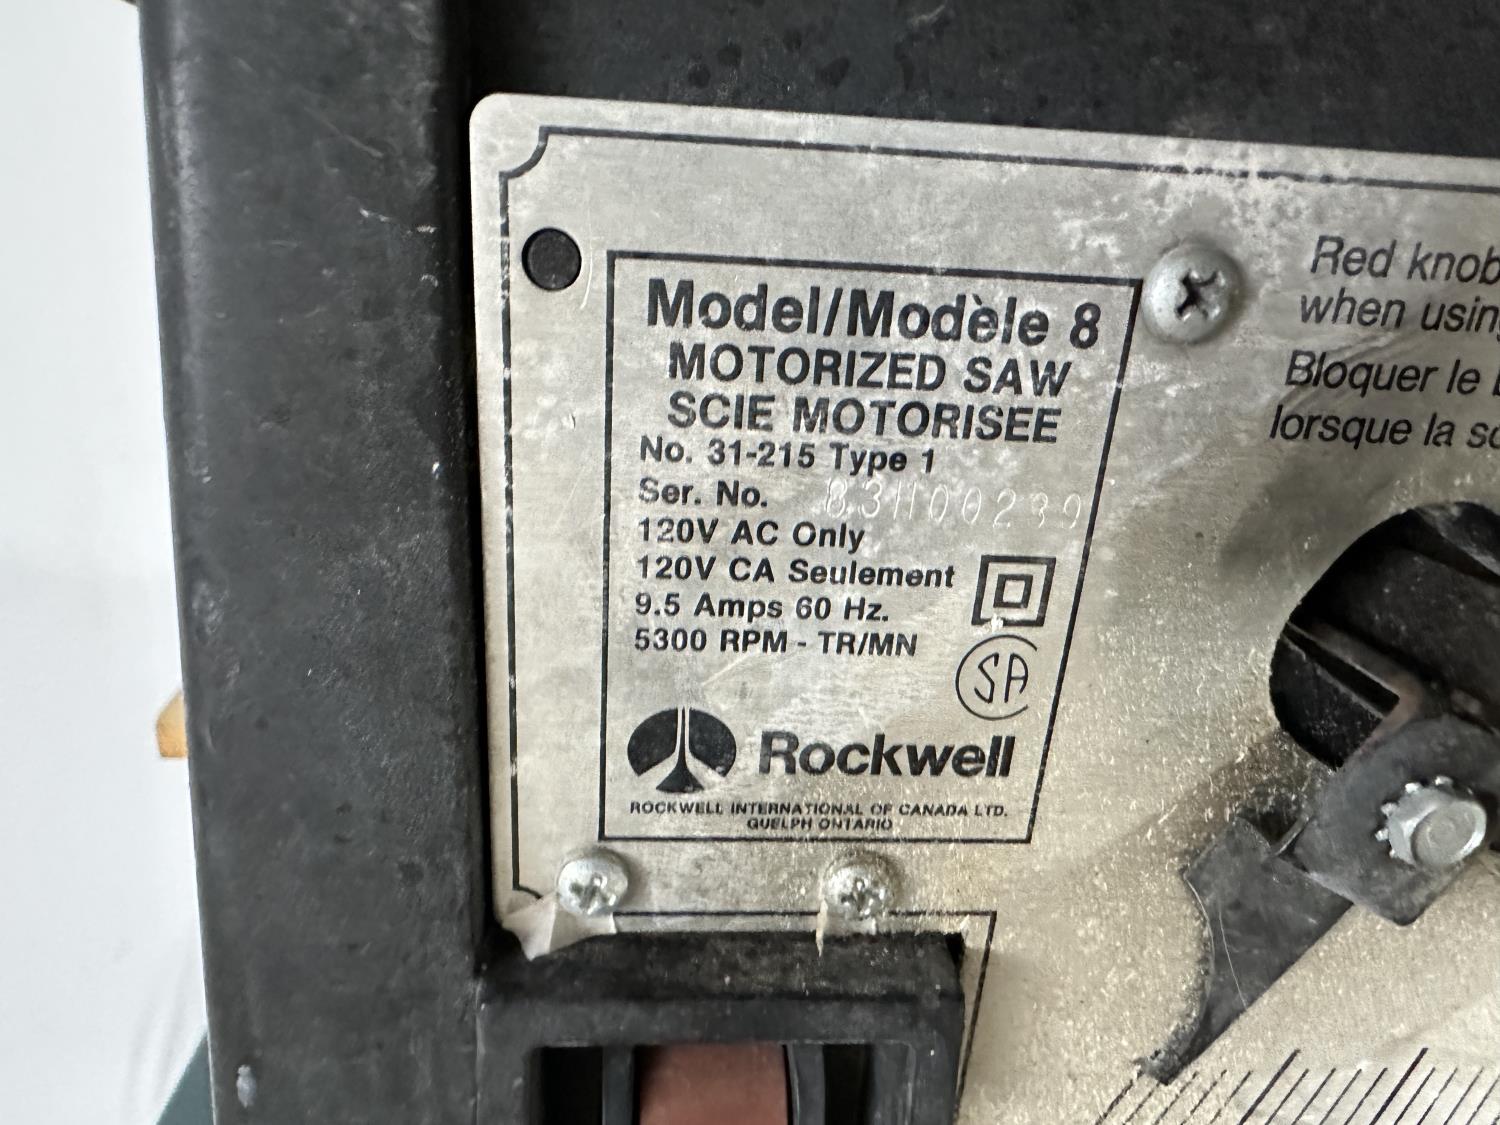 Model/Modèle 8
MOTORIZED SAW
SCIE MOTORISEE
No. 31-215 Type 1
Ser. No. 83H00239
120V AC Only
120V CA Seulement
9.5 Amps 60 Hz.
5300 RPM - TR/MN
SA
Rockwell
ROCKWELL INTERNATIONAL OF CANADA LTD.
GUELPH ONTARIO
Red knob
when using
Bloquer le
lorsque la